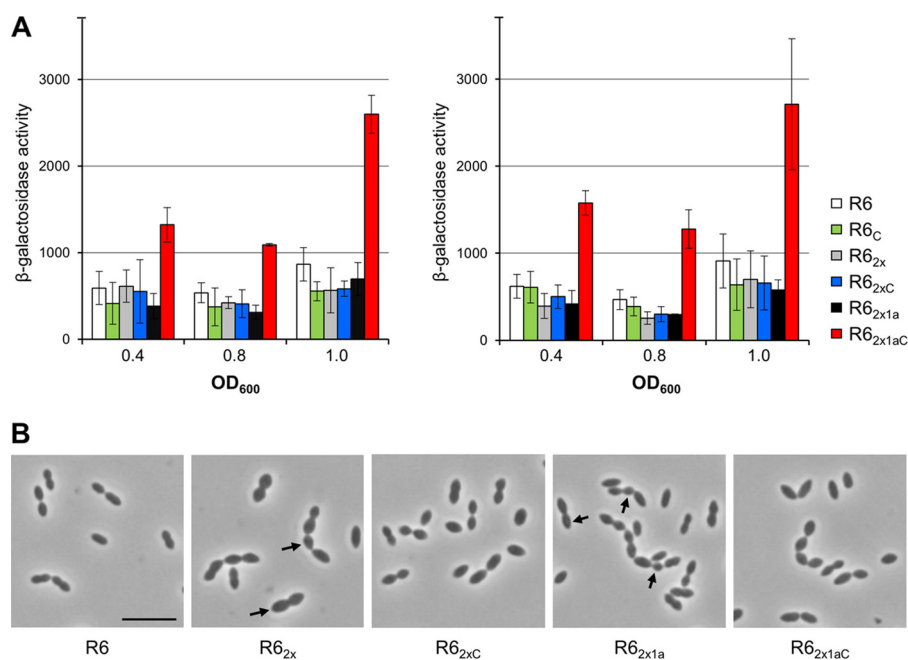 A
β-galactosidase activity
3000
2000
1000
0
0.4 0.8 1.0
OD600
β-galactosidase activity
3000
2000
1000
0
0.4 0.8 1.0
OD600
R6
R6C
R62x
R62xC
R62x1a
R62x1aC
B
R6 R62x R62xC R62x1a R62x1aC